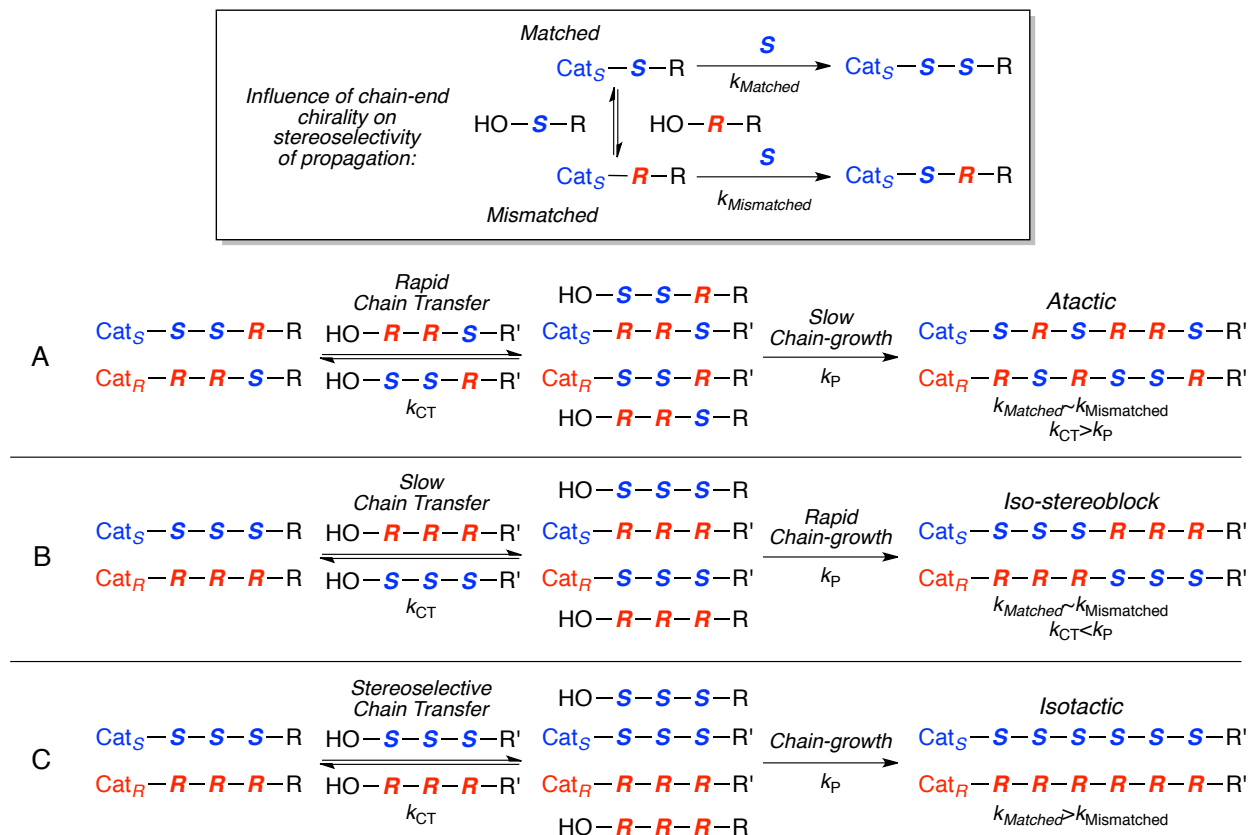 Matched
Cat_S—S—R
S
k_Matched
Cat_S—S—S—R
Influence of chain-end
chirality on
stereoselectivity
of propagation:
HO—S—R
HO—R—R
Cat_S—R—R
S
k_Mismatched
Cat_S—S—R—R
Mismatched
A
Cat_S—S—S—R—R
Cat_R—R—R—S—R
Rapid
Chain Transfer
HO—R—R—S—R'
HO—S—S—R—R'
k_CT
HO—S—S—R—R
Cat_S—R—R—S—R'
Cat_R—S—S—R—R'
HO—R—R—S—R
Slow
Chain-growth
k_P
Atactic
Cat_S—S—R—S—R—R—S—R'
Cat_R—R—S—R—S—S—R—R'
k_Matched~k_Mismatched
k_CT>k_P
B
Cat_S—S—S—S—R
Cat_R—R—R—R—R
Slow
Chain Transfer
HO—R—R—R—R'
HO—S—S—S—R'
k_CT
HO—S—S—S—R
Cat_S—R—R—R—R'
Cat_R—S—S—S—R'
HO—R—R—R—R
Rapid
Chain-growth
k_P
Iso-stereoblock
Cat_S—S—S—S—R—R—R—R'
Cat_R—R—R—R—S—S—S—R'
k_Matched~k_Mismatched
k_CT<k_P
C
Cat_S—S—S—S—R
Cat_R—R—R—R—R
Stereoselective
Chain Transfer
HO—S—S—S—R'
HO—R—R—R—R'
k_CT
HO—S—S—S—R
Cat_S—S—S—S—R'
Cat_R—R—R—R—R'
HO—R—R—R—R
Chain-growth
k_P
Isotactic
Cat_S—S—S—S—S—S—S—R'
Cat_R—R—R—R—R—R—R—R'
k_Matched>k_Mismatched